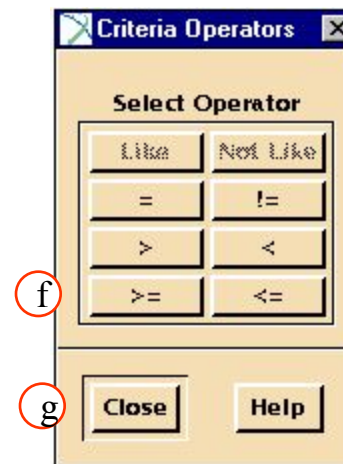 Criteria Operators
Select Operator
Like Not Like
= !=
> <
f >= <=
g Close Help